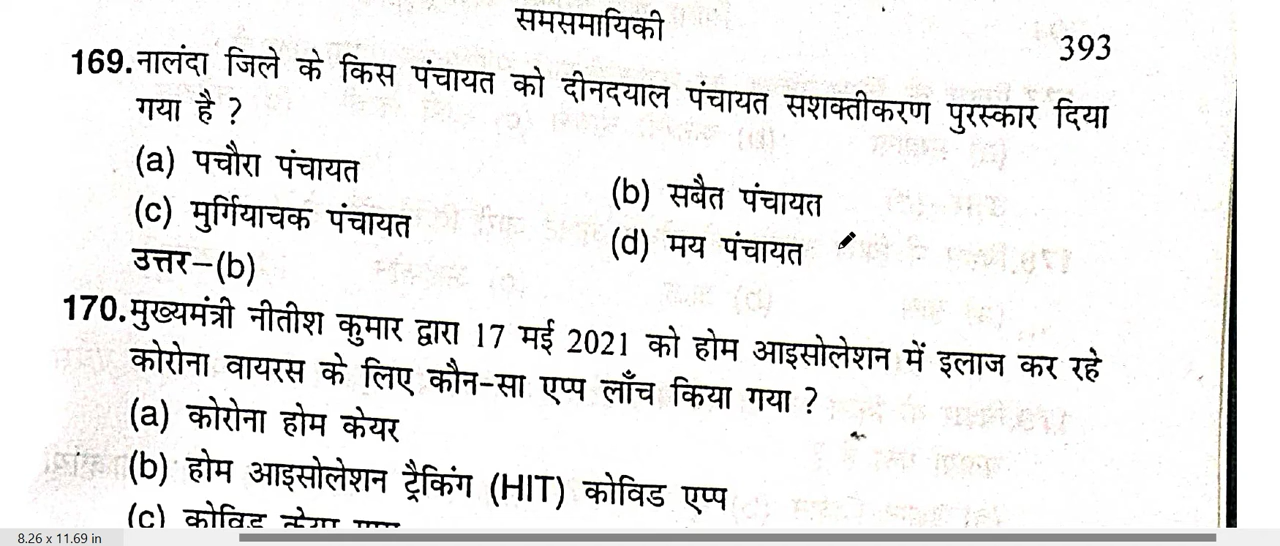 समसमायिकी
393
169. नालंदा जिले के किस पंचायत को दीनदयाल पंचायत सशक्तीकरण पुरस्कार दिया
गया है ?
(a) पचौरा पंचायत
(b) सबैत पंचायत
(c) मुर्गियाचक पंचायत
(d) मय पंचायत
उत्तर–(b)
170. मुख्यमंत्री नीतीश कुमार द्वारा 17 मई 2021 को होम आइसोलेशन में इलाज कर रहे
कोरोना वायरस के लिए कौन-सा एप्प लाँच किया गया ?
(a) कोरोना होम केयर
(b) होम आइसोलेशन ट्रैकिंग (HIT) कोविड एप्प
(c) कोविड
8.26 x 11.69 in